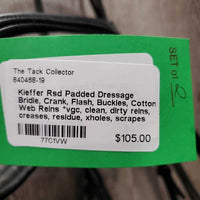 The Tack Collector
640468-19
Kieffer Rsd Padded Dressage
Bridle, Crank, Flash, Buckles, Cotton
Web Reins *vgc, clean, dirty reins,
creases, residue, xholes, scrapes
77C1VW
$105.00
SET of 2